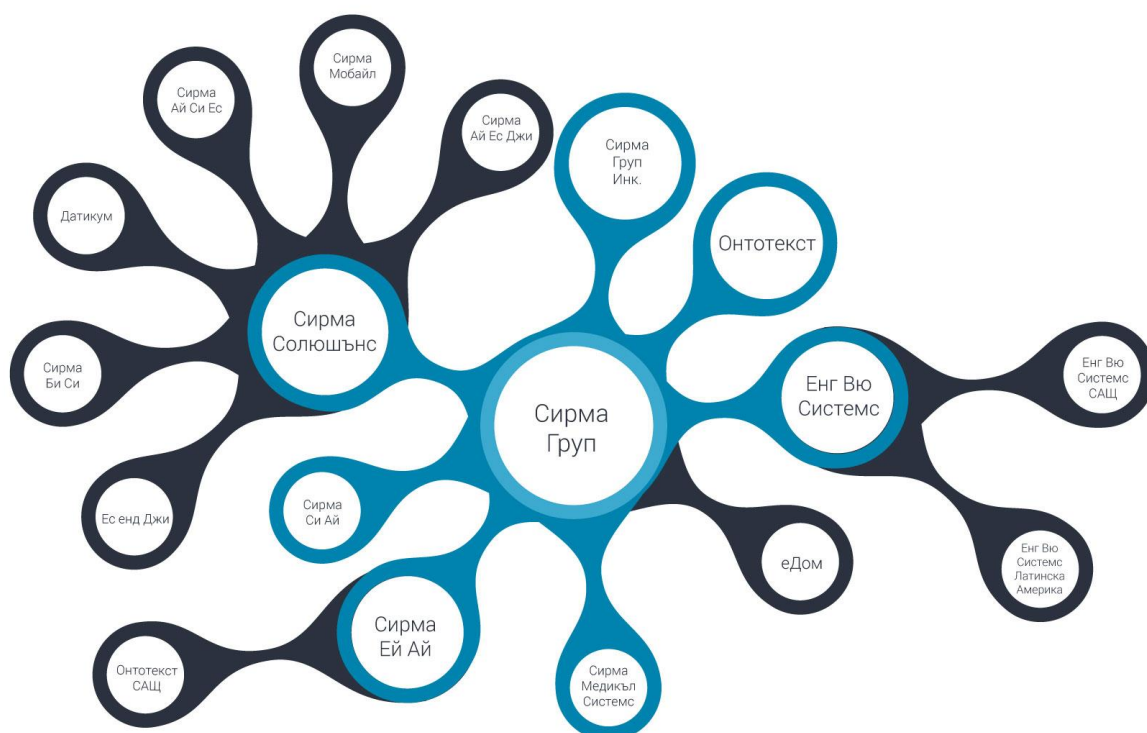 Сирма
Мобайл
Сирма
Ай Си Ес
Сирма
Ай Ес Джи
Сирма
Груп
Инк.
Датикум
Онтотекст
Сирма
Солюшънс
Сирма
Би Си
Енг Вю
Системс
Енг Вю
Системс
САЩ
Сирма
Груп
Ес енд Джи
Сирма
Си Ай
еДом
Енг Вю
Системс
Латинска
Америка
Сирма
Ей Ай
Онтотекст
САЩ
Сирма
Медикъл
Системс